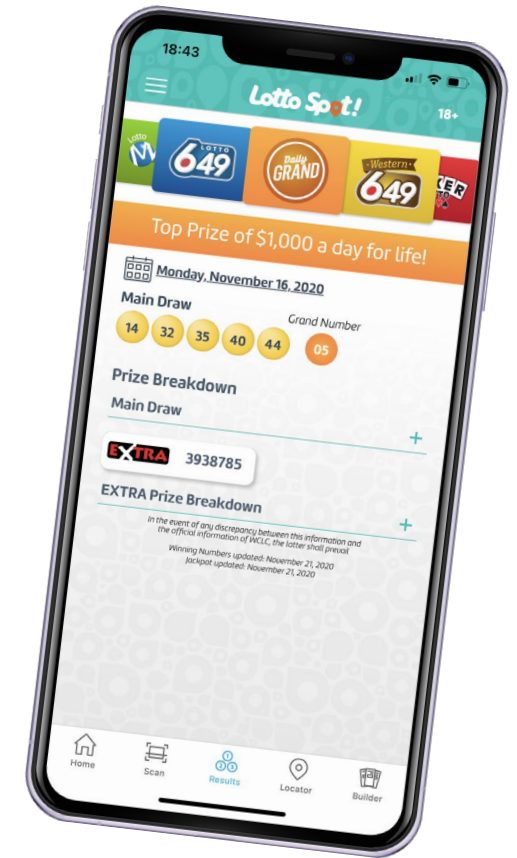 18:43
Lotto Spot!
18+
Lotto
M
LOTTO
649
Daily
GRAND
Western
649
KER
Top Prize of $1,000 a day for life!
Monday, November 16, 2020
Main Draw
Grand Number
14 32 35 40 44 05
Prize Breakdown
Main Draw
+
EXTRA 3938785
EXTRA Prize Breakdown
+
In the event of any discrepancy between this information and
the official information of WCLC, the latter shall prevail
Winning Numbers updated: November 21, 2020
Jackpot updated: November 21, 2020
Home
Scan
Results
Locator
Builder